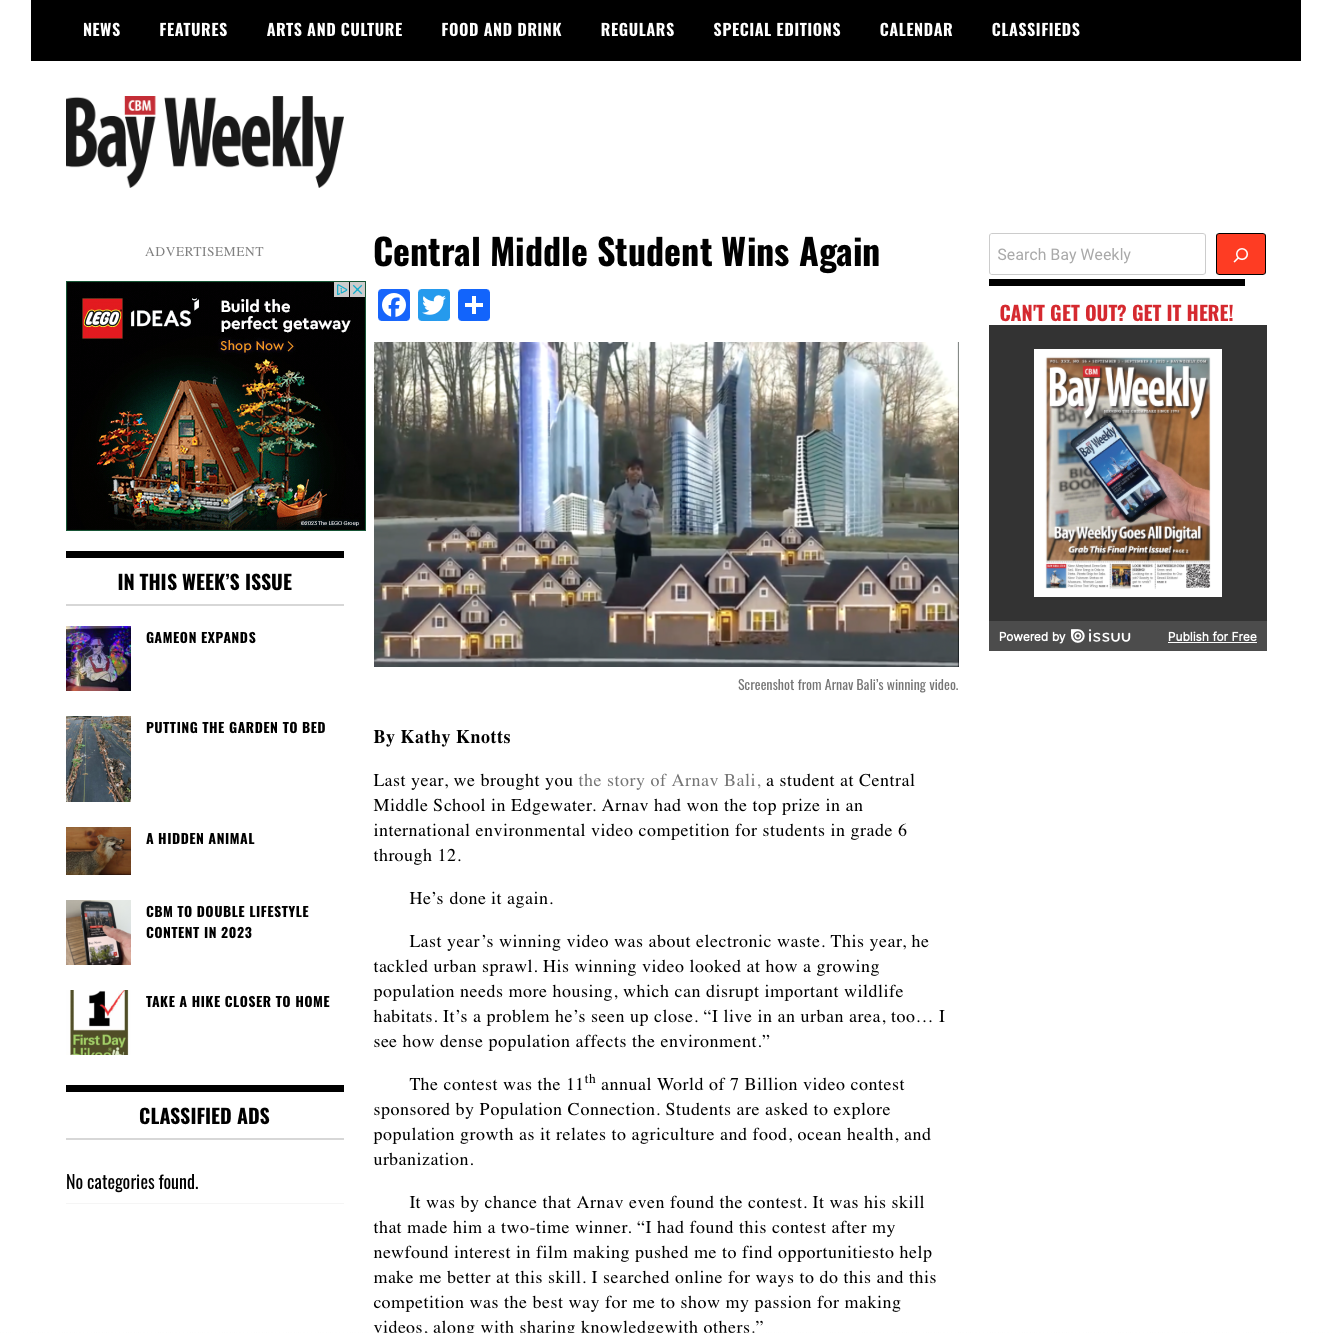 NEWS FEATURES ARTS AND CULTURE FOOD AND DRINK REGULARS SPECIAL EDITIONS CALENDAR CLASSIFIEDS
CBM
Bay Weekly
ADVERTISEMENT
LEGO IDEAS
Build the
perfect getaway
Shop Now >
©2023 The LEGO Group
IN THIS WEEK’S ISSUE
GAMEON EXPANDS
PUTTING THE GARDEN TO BED
A HIDDEN ANIMAL
CBM TO DOUBLE LIFESTYLE
CONTENT IN 2023
1
First Day
TAKE A HIKE CLOSER TO HOME
CLASSIFIED ADS
No categories found.
Central Middle Student Wins Again
Screenshot from Arnav Bali’s winning video.
By Kathy Knotts
Last year, we brought you the story of Arnav Bali, a student at Central
Middle School in Edgewater. Arnav had won the top prize in an
international environmental video competition for students in grade 6
through 12.
He’s done it again.
Last year’s winning video was about electronic waste. This year, he
tackled urban sprawl. His winning video looked at how a growing
population needs more housing, which can disrupt important wildlife
habitats. It’s a problem he’s seen up close. “I live in an urban area, too… I
see how dense population affects the environment.”
The contest was the 11th annual World of 7 Billion video contest
sponsored by Population Connection. Students are asked to explore
population growth as it relates to agriculture and food, ocean health, and
urbanization.
It was by chance that Arnav even found the contest. It was his skill
that made him a two-time winner. “I had found this contest after my
newfound interest in film making pushed me to find opportunitiesto help
make me better at this skill. I searched online for ways to do this and this
competition was the best way for me to show my passion for making
videos, along with sharing knowledgewith others.”
Search Bay Weekly
CAN'T GET OUT? GET IT HERE!
CBM
Bay Weekly
Bay Weekly
Bay Weekly Goes All Digital
Grab This Final Print Issue! PAGE 2
Powered by issuu
Publish for Free